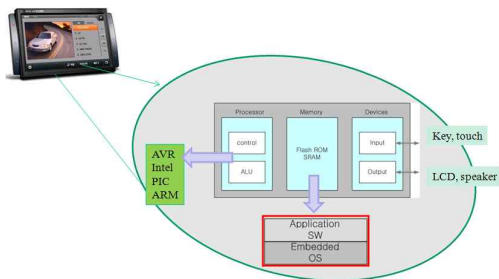 Processor
Memory
Devices
control
ALU
Flash ROM
SRAM
Input
Output
Key, touch
LCD, speaker
AVR
Intel
PIC
ARM
Application
SW
Embedded
OS